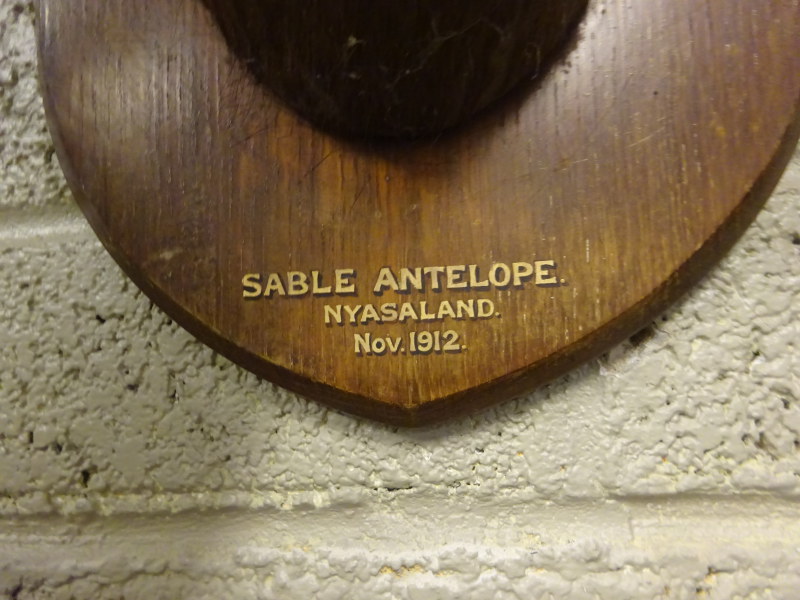 SABLE ANTELOPE.
NYASALAND.
Nov. 1912.